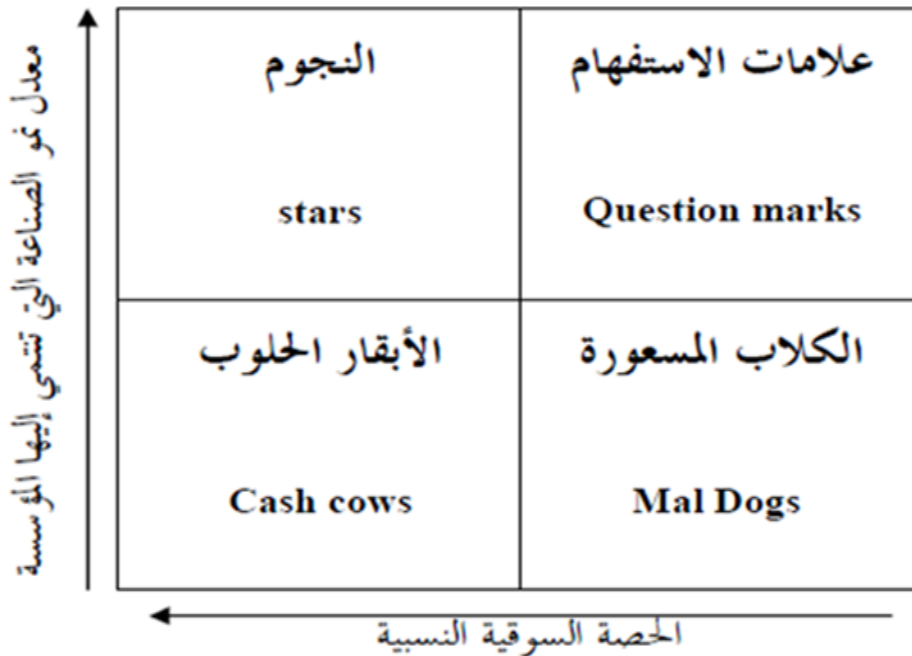 معدل نمو الصناعة التي تنتمي إليها المؤسسة
علامات الاستفهام
Question marks
النجوم
stars
الكلاب المسعورة
Mal Dogs
الأبقار الحلوب
Cash cows
الحصة السوقية النسبية